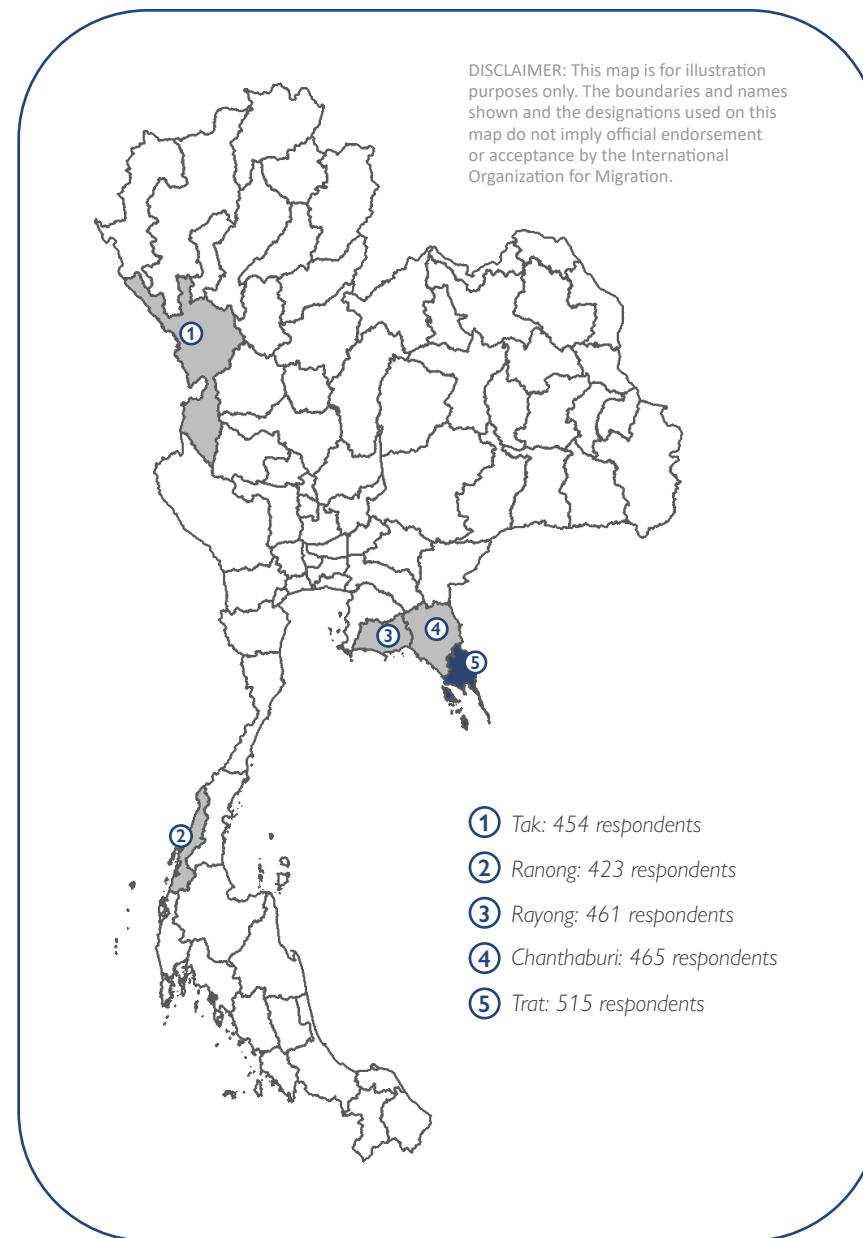 DISCLAIMER: This map is for illustration
purposes only. The boundaries and names
shown and the designations used on this
map do not imply official endorsement
or acceptance by the International
Organization for Migration.
1
3
4
5
2
1 Tak: 454 respondents
2 Ranong: 423 respondents
3 Rayong: 461 respondents
4 Chanthaburi: 465 respondents
5 Trat: 515 respondents